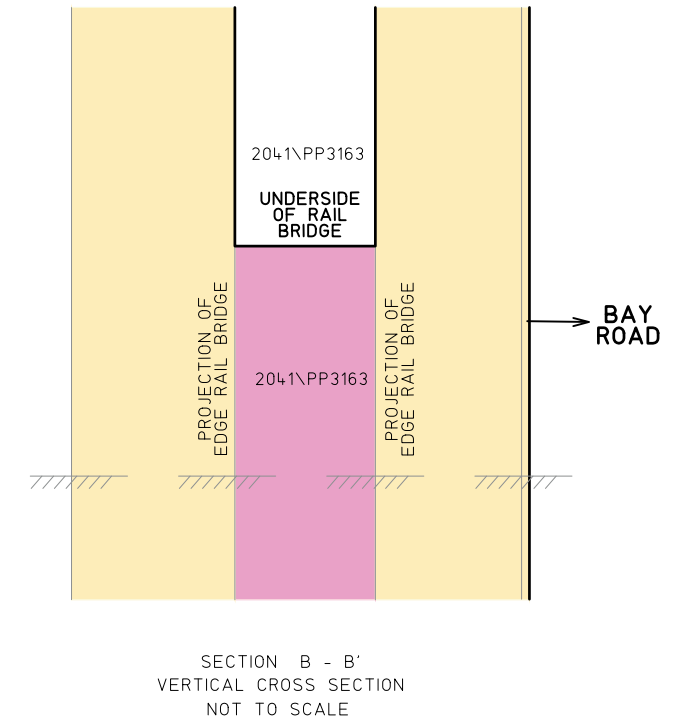 2041\PP3163
UNDERSIDE
OF RAIL
BRIDGE
PROJECTION OF
EDGE RAIL BRIDGE
2041\PP3163
PROJECTION OF
EDGE RAIL BRIDGE
BAY
ROAD
SECTION B - B'
VERTICAL CROSS SECTION
NOT TO SCALE